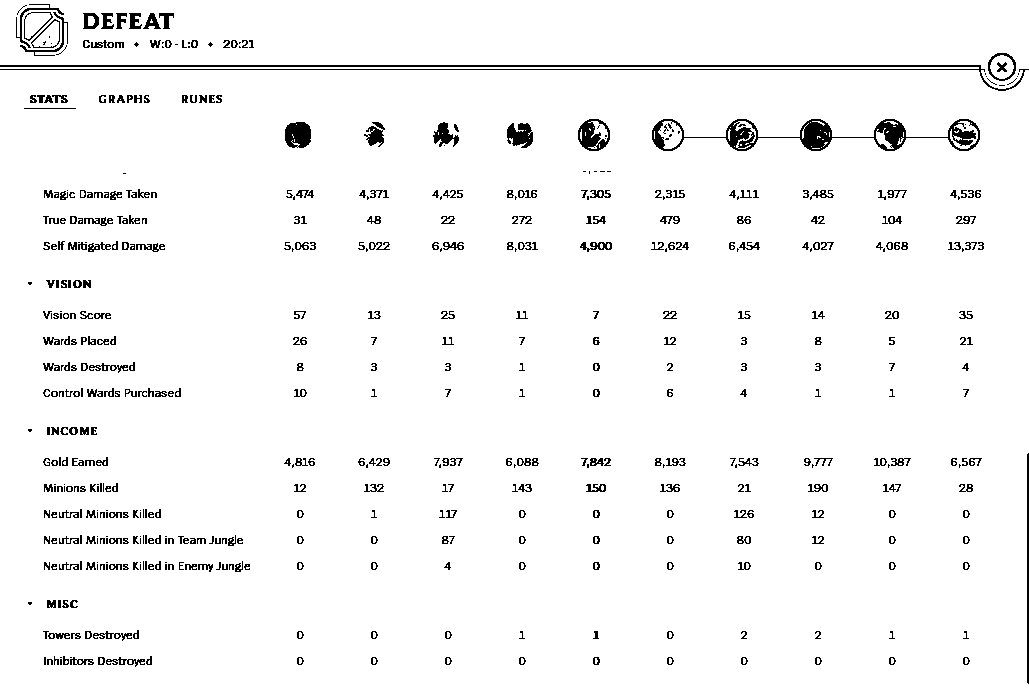 DEFEAT
Custom • W:0 - L:0 • 20:21
STATS GRAPHS RUNES
Magic Damage Taken 5,474 4,371 4,425 8,016 7,305 2,315 4,111 3,485 1,977 4,536
True Damage Taken 31 48 22 272 154 479 86 42 104 297
Self Mitigated Damage 5,063 5,022 6,946 8,031 4,900 12,624 6,454 4,027 4,068 13,373
VISION
Vision Score 57 13 25 11 7 22 15 14 20 35
Wards Placed 26 7 11 7 6 12 3 8 5 21
Wards Destroyed 8 3 3 1 0 2 3 3 7 4
Control Wards Purchased 10 1 7 1 0 6 4 1 1 7
INCOME
Gold Earned 4,816 6,429 7,937 6,088 7,842 8,193 7,543 9,777 10,387 6,567
Minions Killed 12 132 17 143 150 136 21 190 147 28
Neutral Minions Killed 0 1 117 0 0 0 126 12 0 0
Neutral Minions Killed in Team Jungle 0 0 87 0 0 0 80 12 0 0
Neutral Minions Killed in Enemy Jungle 0 0 4 0 0 0 10 0 0 0
MISC
Towers Destroyed 0 0 0 1 1 0 2 2 1 1
Inhibitors Destroyed 0 0 0 0 0 0 0 0 0 0